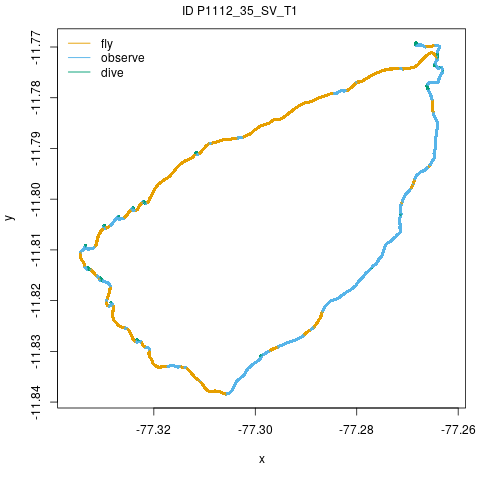 ID P1112_35_SV_T1
fly
observe
dive
-11.77
-11.78
-11.79
-11.80
-11.81
-11.82
-11.83
-11.84
y
-77.32
-77.30
-77.28
-77.26
x